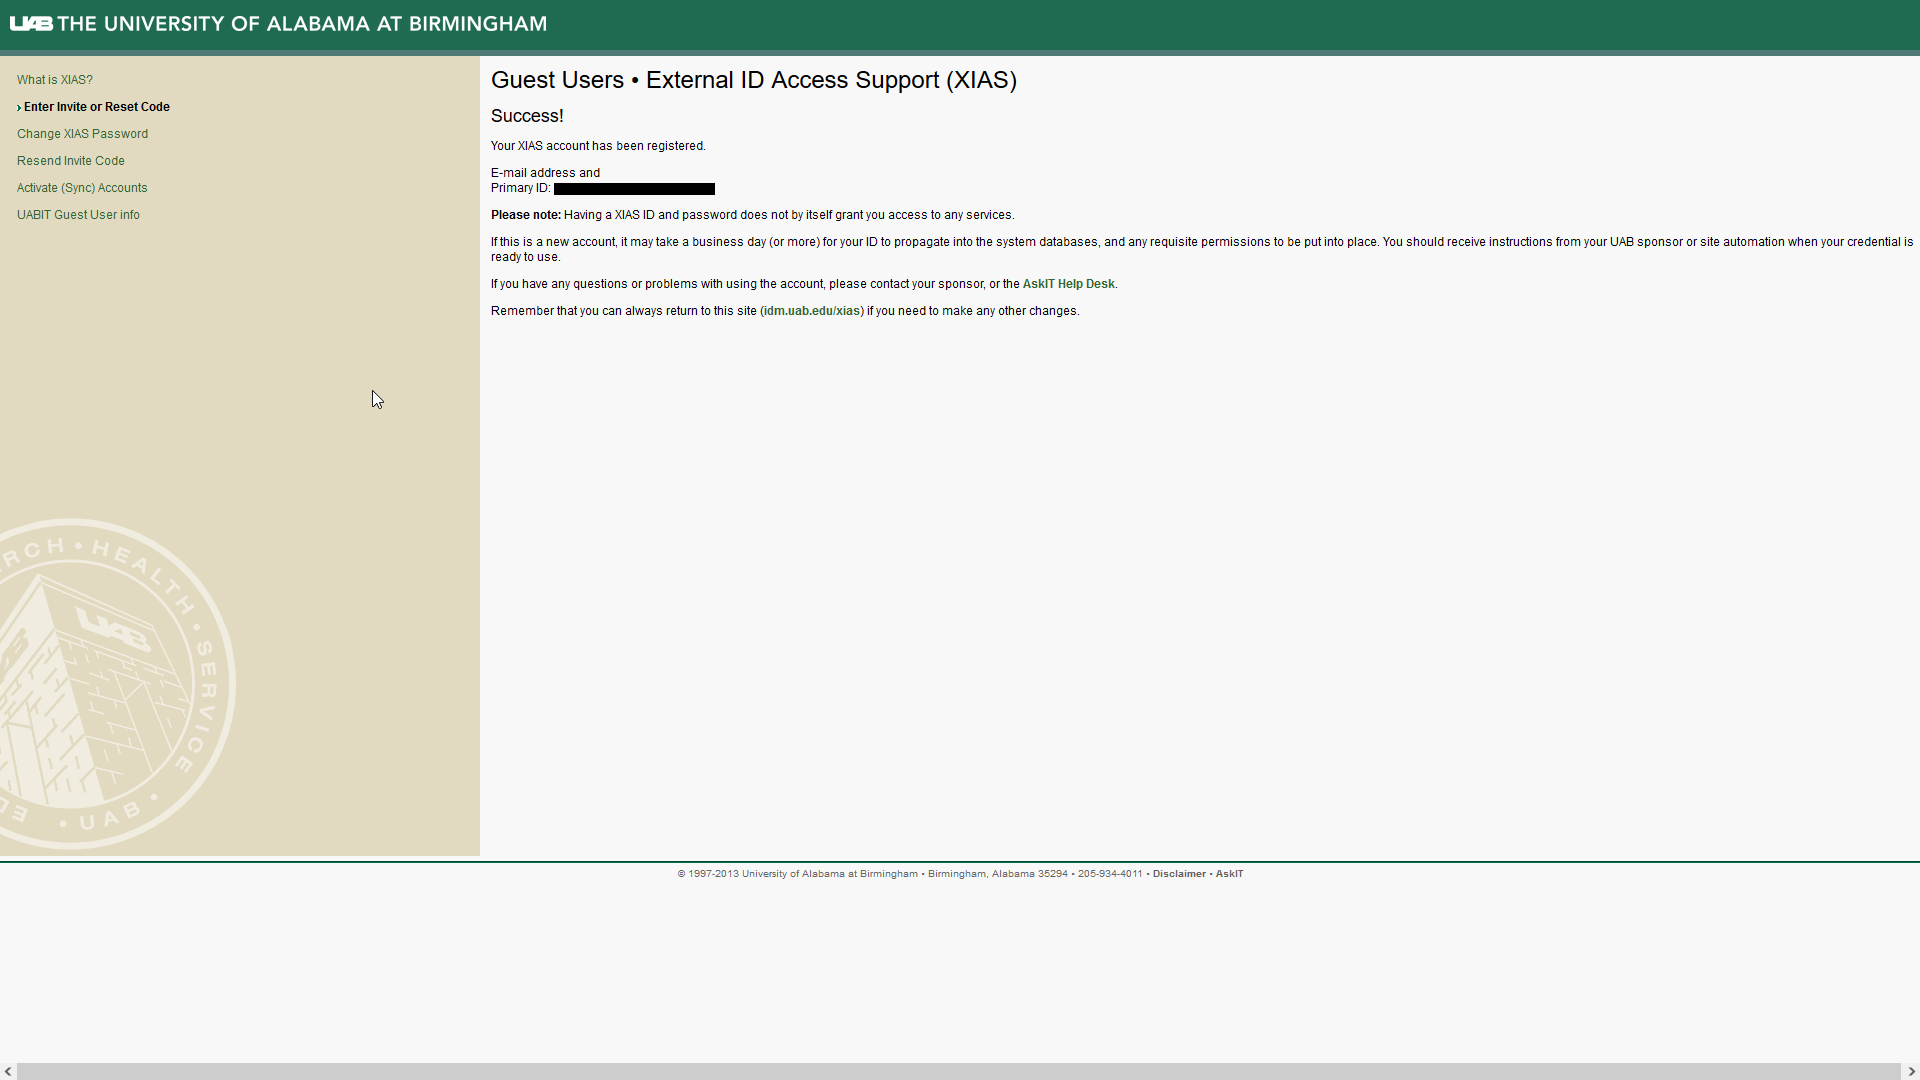 UAB THE UNIVERSITY OF ALABAMA AT BIRMINGHAM
What is XIAS?
› Enter Invite or Reset Code
Change XIAS Password
Resend Invite Code
Activate (Sync) Accounts
UABIT Guest User info
Guest Users • External ID Access Support (XIAS)
Success!
Your XIAS account has been registered.
E-mail address and
Primary ID:
Please note: Having a XIAS ID and password does not by itself grant you access to any services.
If this is a new account, it may take a business day (or more) for your ID to propagate into the system databases, and any requisite permissions to be put into place. You should receive instructions from your UAB sponsor or site automation when your credential is
ready to use.
If you have any questions or problems with using the account, please contact your sponsor, or the AskIT Help Desk.
Remember that you can always return to this site (idm.uab.edu/xias) if you need to make any other changes.
RCH • HEALTH • SERVICE
• UAB •
ED
UAB
© 1997-2013 University of Alabama at Birmingham • Birmingham, Alabama 35294 • 205-934-4011 • Disclaimer • AskIT